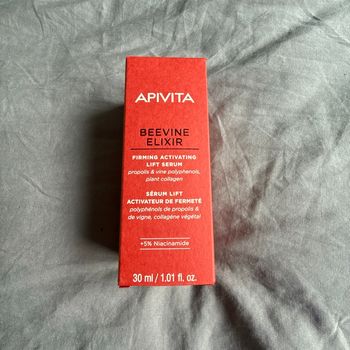 APIVITA
BEEVINE
ELIXIR
FIRMING ACTIVATING
LIFT SERUM
propolis & vine polyphenols,
plant collagen
SÉRUM LIFT
ACTIVATEUR DE FERMETÉ
polyphénols de propolis &
de vigne, collagène végétal
+5% Niacinamide
30 ml / 1.01 fl. oz.